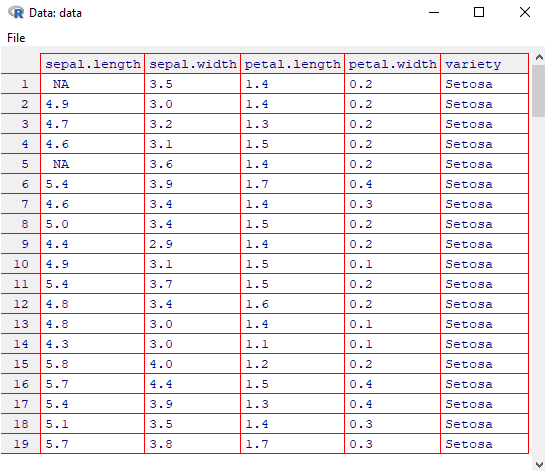 Data: data
File
sepal.length sepal.width petal.length petal.width variety
1 NA 3.5 1.4 0.2 Setosa
2 4.9 3.0 1.4 0.2 Setosa
3 4.7 3.2 1.3 0.2 Setosa
4 4.6 3.1 1.5 0.2 Setosa
5 NA 3.6 1.4 0.2 Setosa
6 5.4 3.9 1.7 0.4 Setosa
7 4.6 3.4 1.4 0.3 Setosa
8 5.0 3.4 1.5 0.2 Setosa
9 4.4 2.9 1.4 0.2 Setosa
10 4.9 3.1 1.5 0.1 Setosa
11 5.4 3.7 1.5 0.2 Setosa
12 4.8 3.4 1.6 0.2 Setosa
13 4.8 3.0 1.4 0.1 Setosa
14 4.3 3.0 1.1 0.1 Setosa
15 5.8 4.0 1.2 0.2 Setosa
16 5.7 4.4 1.5 0.4 Setosa
17 5.4 3.9 1.3 0.4 Setosa
18 5.1 3.5 1.4 0.3 Setosa
19 5.7 3.8 1.7 0.3 Setosa